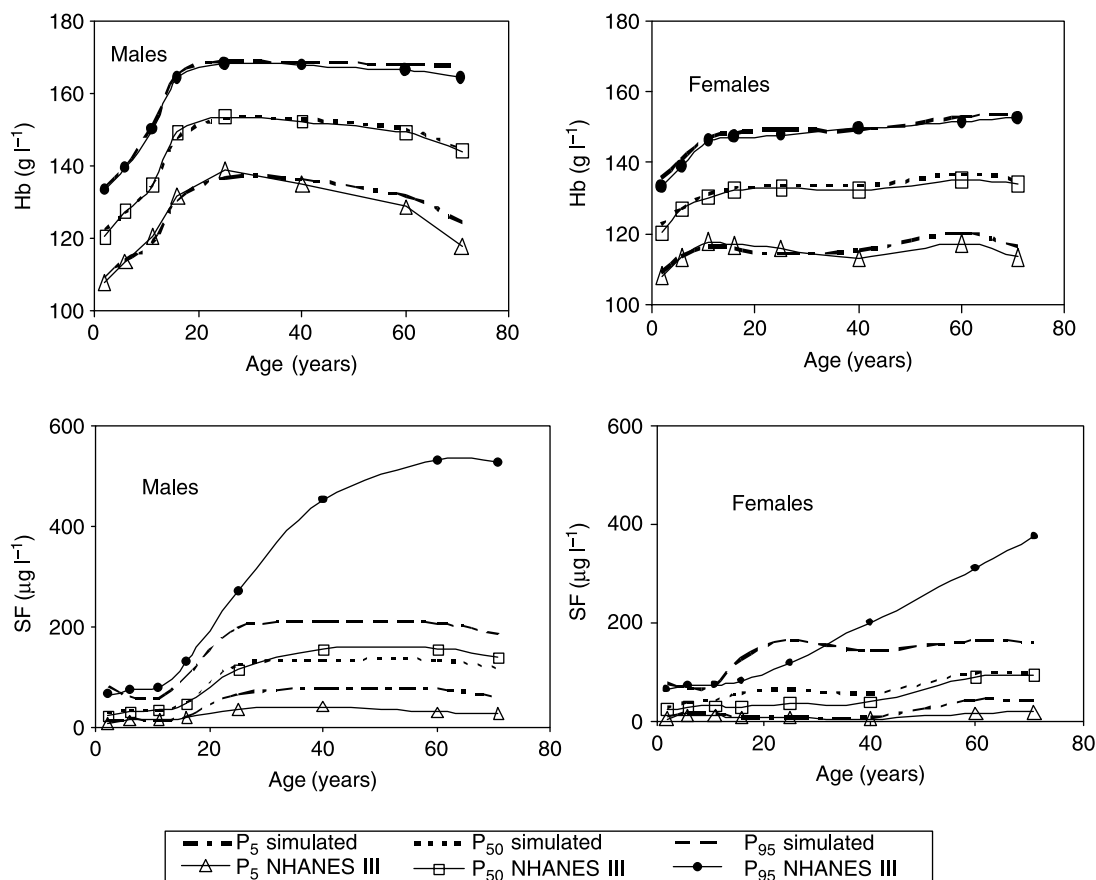 180
160
140
120
100
Hb (g l⁻¹)
Males
0 20 40 60 80
Age (years)
180
160
140
120
100
Hb (g l⁻¹)
Females
0 20 40 60 80
Age (years)
600
400
200
0
SF (µg l⁻¹)
Males
0 20 40 60 80
Age (years)
600
400
200
0
SF (µg l⁻¹)
Females
0 20 40 60 80
Age (years)
P₅ simulated P₅₀ simulated P₉₅ simulated
P₅ NHANES III P₅₀ NHANES III P₉₅ NHANES III